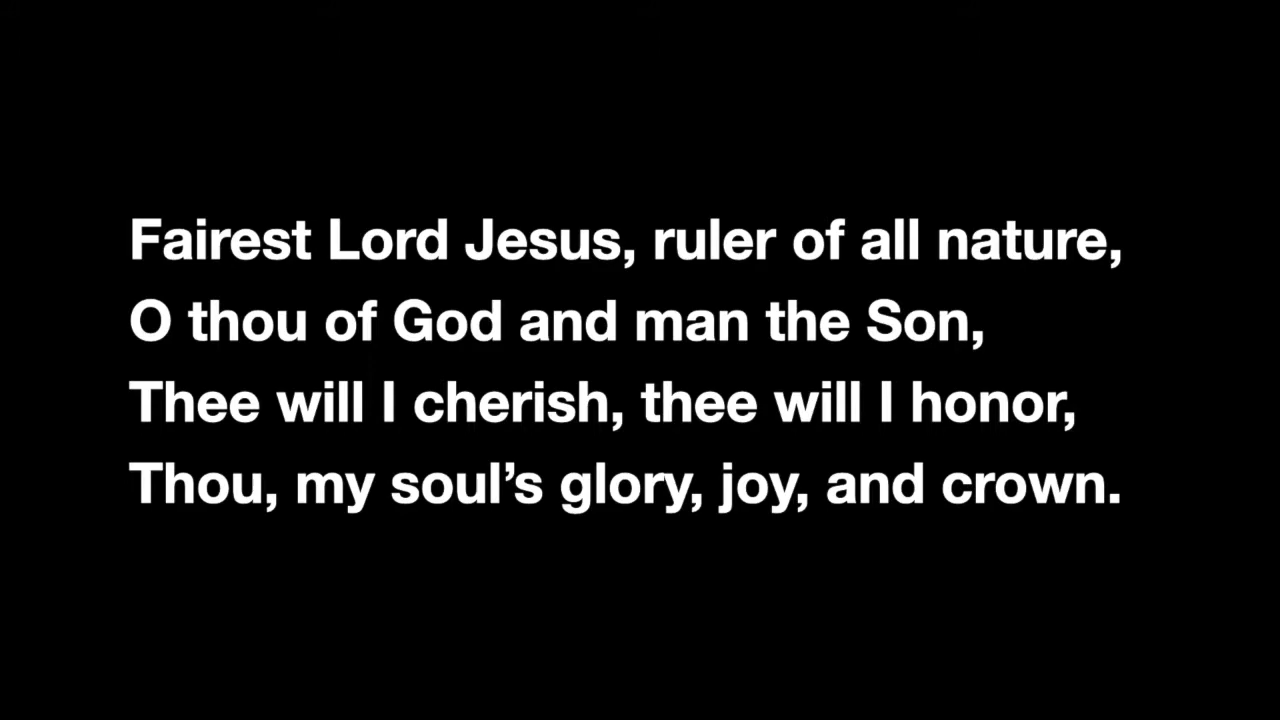 Fairest Lord Jesus, ruler of all nature,
O thou of God and man the Son,
Thee will I cherish, thee will I honor,
Thou, my soul’s glory, joy, and crown.